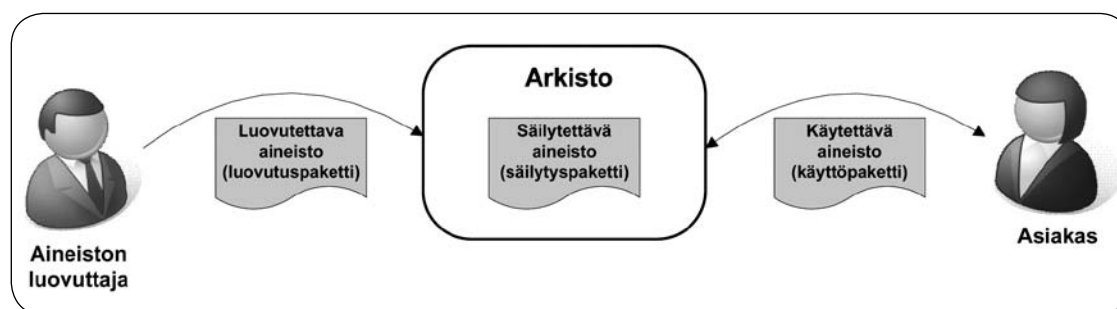 Aineiston
luovuttaja
Luovutettava
aineisto
(luovutuspaketti)
Arkisto
Säilytettävä
aineisto
(säilytyspaketti)
Käytettävä
aineisto
(käyttöpaketti)
Asiakas